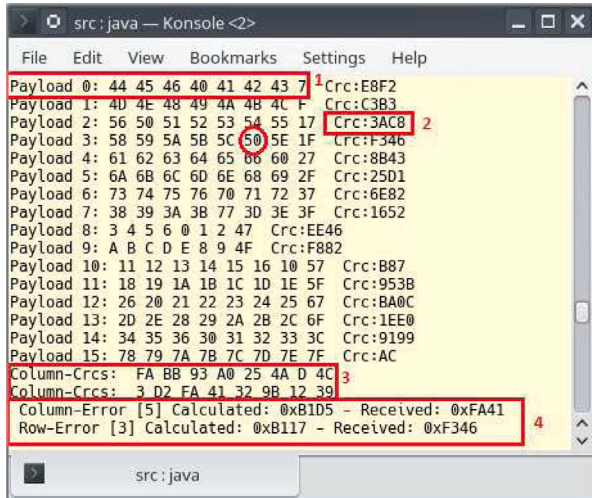 src : java — Konsole <2>
File Edit View Bookmarks Settings Help
Payload 0: 44 45 46 40 41 42 43 7 1 Crc:E8F2
Payload 1: 4D 4E 48 49 4A 4B 4C F Crc:C3B3
Payload 2: 56 50 51 52 53 54 55 17 Crc:3AC8 2
Payload 3: 58 59 5A 5B 5C 50 5E 1F Crc:F346
Payload 4: 61 62 63 64 65 66 60 27 Crc:8B43
Payload 5: 6A 6B 6C 6D 6E 68 69 2F Crc:25D1
Payload 6: 73 74 75 76 70 71 72 37 Crc:6E82
Payload 7: 38 39 3A 3B 77 3D 3E 3F Crc:1652
Payload 8: 3 4 5 6 0 1 2 47 Crc:EE46
Payload 9: A B C D E 8 9 4F Crc:F882
Payload 10: 11 12 13 14 15 16 10 57 Crc:B87
Payload 11: 18 19 1A 1B 1C 1D 1E 5F Crc:953B
Payload 12: 26 20 21 22 23 24 25 67 Crc:BA0C
Payload 13: 2D 2E 28 29 2A 2B 2C 6F Crc:1EE0
Payload 14: 34 35 36 30 31 32 33 3C Crc:9199
Payload 15: 78 79 7A 7B 7C 7D 7E 7F Crc:AC
Column-Crcs: FA BB 93 A0 25 4A D 4C 3
Column-Crcs: 3 D2 FA 41 32 9B 12 39
Column-Error [5] Calculated: 0xB1D5 – Received: 0xFA41 4
Row-Error [3] Calculated: 0xB117 – Received: 0xF346
src : java